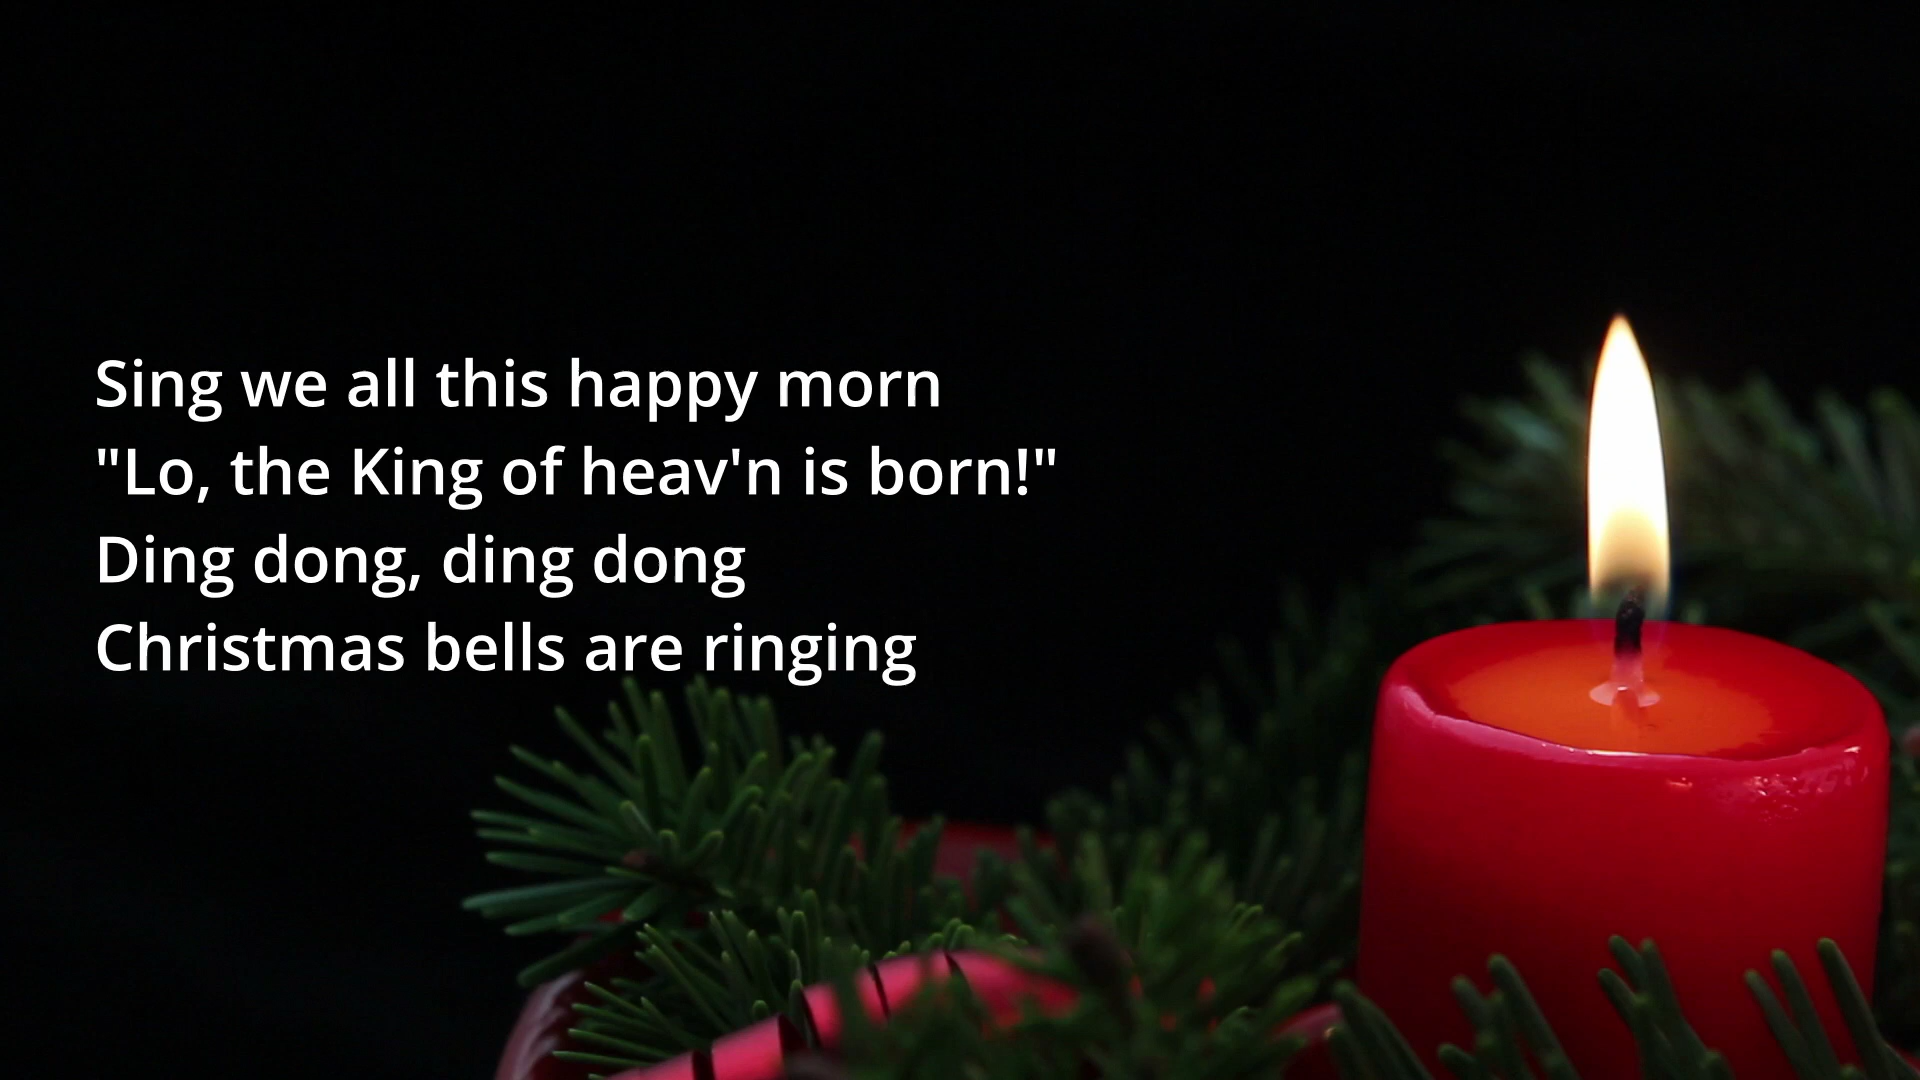 Sing we all this happy morn
"Lo, the King of heav'n is born!"
Ding dong, ding dong
Christmas bells are ringing